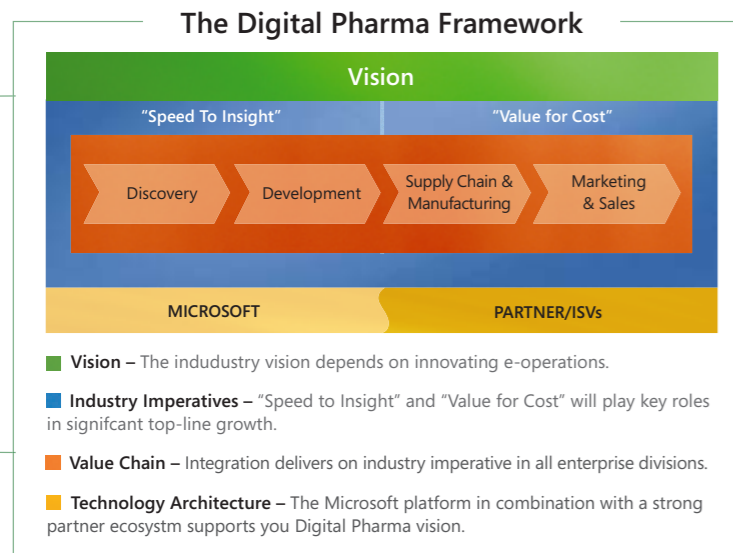 The Digital Pharma Framework
Vision
“Speed To Insight”
“Value for Cost”
Discovery
Development
Supply Chain &
Manufacturing
Marketing
& Sales
MICROSOFT
PARTNER/ISVs
Vision – The indudustry vision depends on innovating e-operations.
Industry Imperatives – “Speed to Insight” and “Value for Cost” will play key roles
in signifcant top-line growth.
Value Chain – Integration delivers on industry imperative in all enterprise divisions.
Technology Architecture – The Microsoft platform in combination with a strong
partner ecosystm supports you Digital Pharma vision.